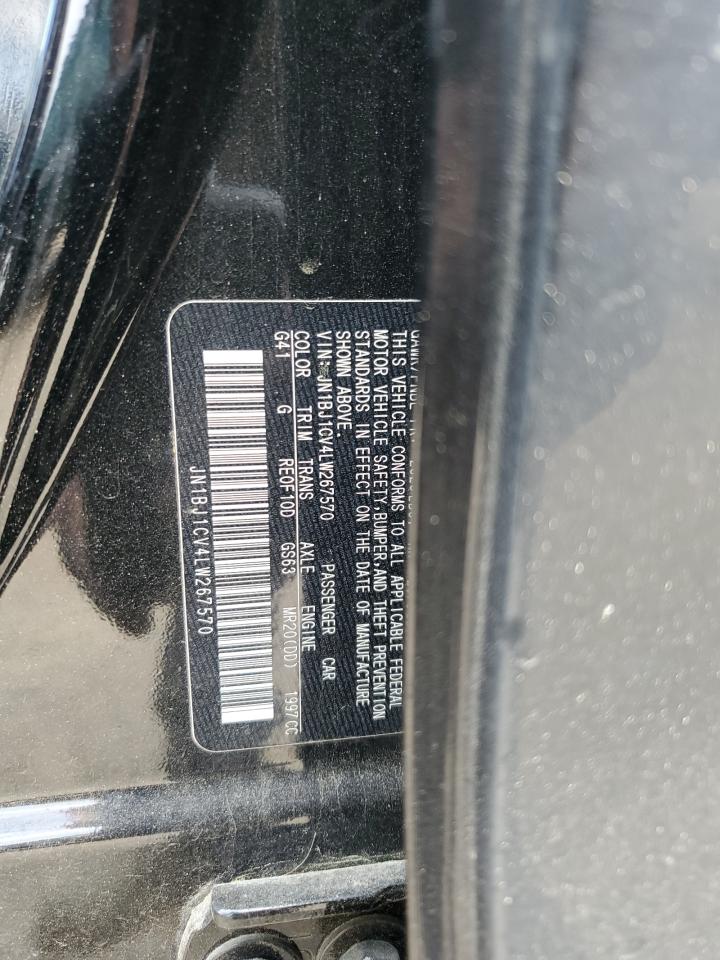 THIS VEHICLE CONFORMS TO ALL APPLICABLE FEDERAL
MOTOR VEHICLE SAFETY, BUMPER, AND THEFT PREVENTION
STANDARDS IN EFFECT ON THE DATE OF MANUFACTURE
SHOWN ABOVE.
VIN: JN1BJ1CV4LW267570 PASSENGER CAR
COLOR TRIM TRANS AXLE ENGINE
G41 G RE0F10D GS63 MR20(DD) 1997CC
JN1BJ1CV4LW267570